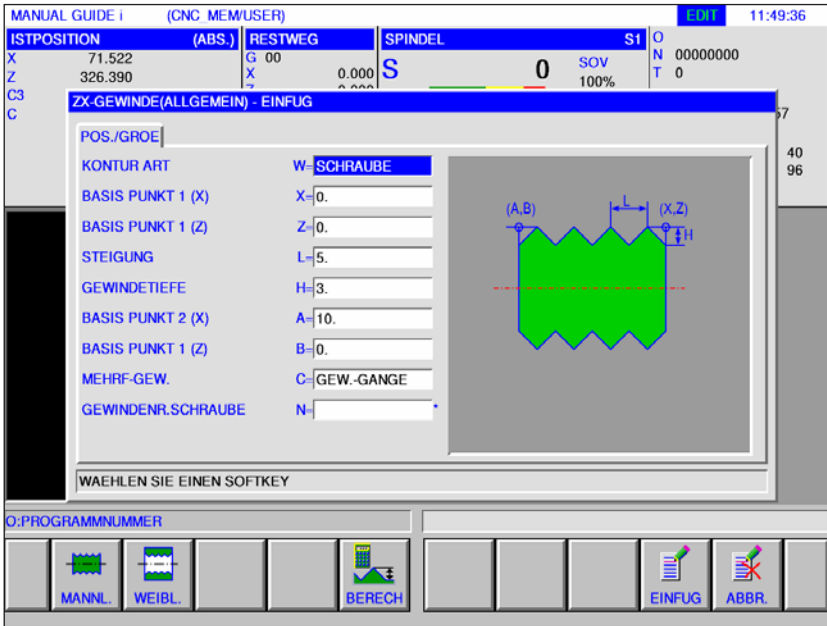 MANUAL GUIDE i (CNC_MEM/USER) EDIT 11:49:36
ISTPOSITION (ABS.) RESTWEG SPINDEL S1 O
X 71.522 G 00 N 00000000
Z 326.390 X 0.000 S 0 SOV 100% T 0
C3 Z 0.000
C 57
40
96
ZX-GEWINDE(ALLGEMEIN) - EINFUG
POS./GROE
KONTUR ART W= SCHRAUBE
BASIS PUNKT 1 (X) X= 0.
BASIS PUNKT 1 (Z) Z= 0.
STEIGUNG L= 5.
GEWINDETIEFE H= 3.
BASIS PUNKT 2 (X) A= 10.
BASIS PUNKT 1 (Z) B= 0.
MEHRF-GEW. C= GEW.-GANGE
GEWINDENR.SCHRAUBE N= *
(A,B) L (X,Z)
H
WAEHLEN SIE EINEN SOFTKEY
O:PROGRAMMNUMMER
MANNL. WEIBL. BERECH EINFUG ABBR.